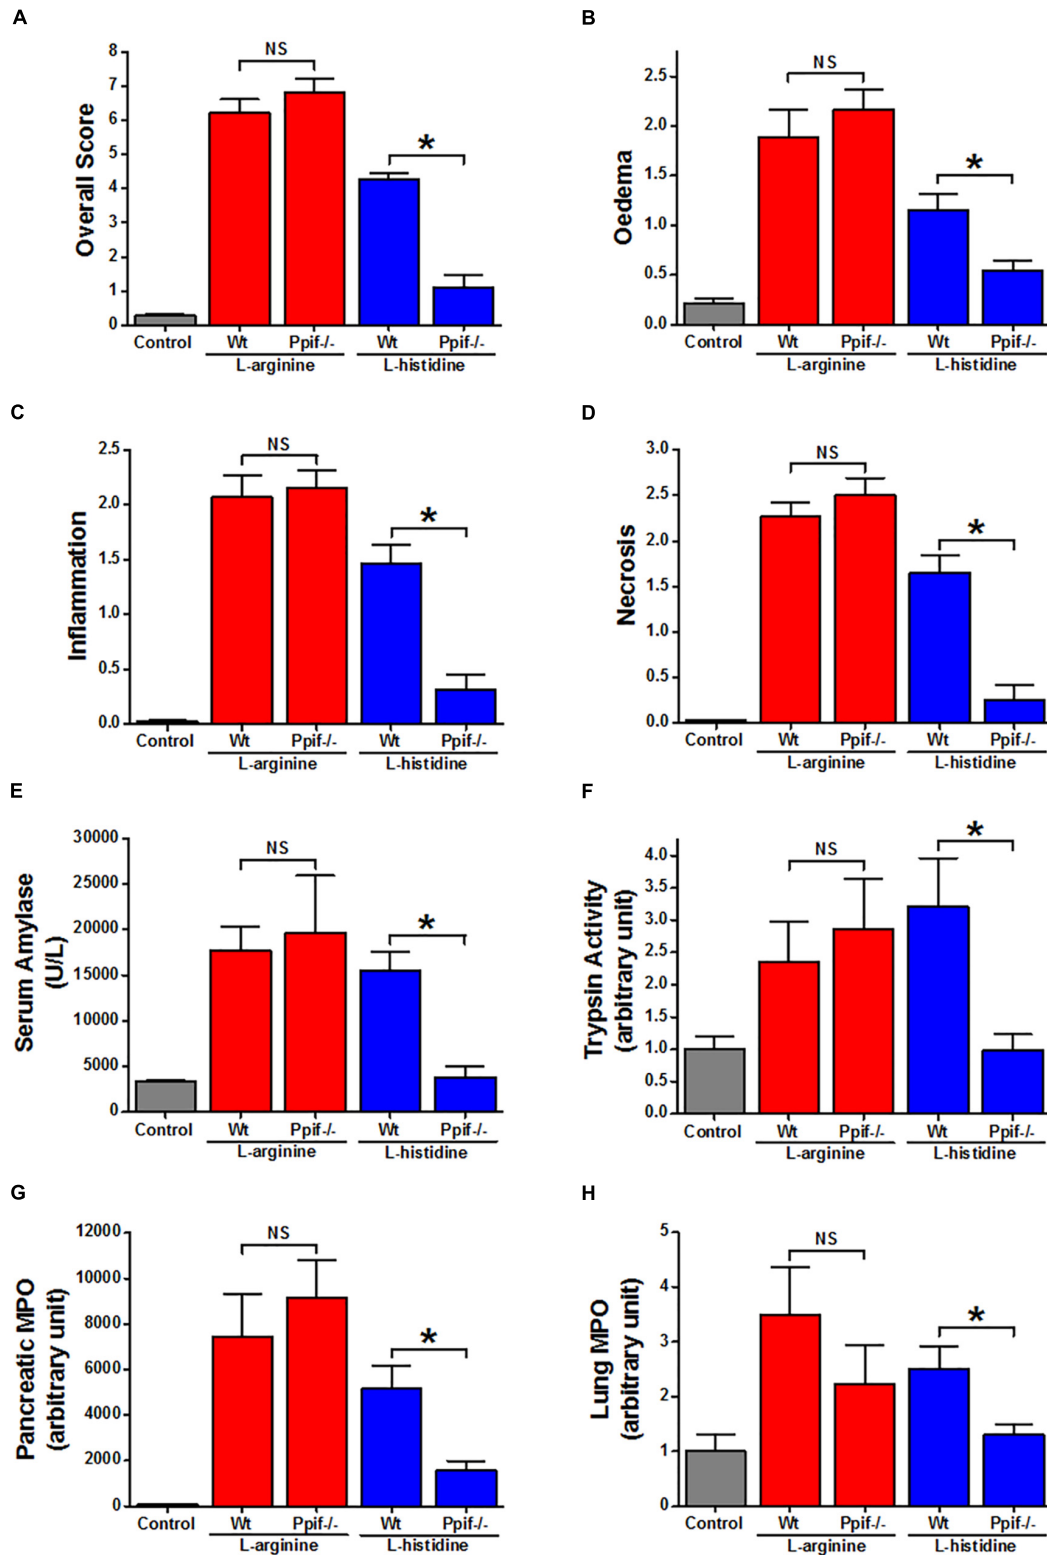 A
Overall Score
8
7
6
5
4
3
2
1
0
NS
*
Control
Wt
Ppif-/-
Wt
Ppif-/-
L-arginine
L-histidine
B
Oedema
2.5
2.0
1.5
1.0
0.5
0.0
NS
*
Control
Wt
Ppif-/-
Wt
Ppif-/-
L-arginine
L-histidine
C
Inflammation
2.5
2.0
1.5
1.0
0.5
0.0
NS
*
Control
Wt
Ppif-/-
Wt
Ppif-/-
L-arginine
L-histidine
D
Necrosis
3.0
2.5
2.0
1.5
1.0
0.5
0.0
NS
*
Control
Wt
Ppif-/-
Wt
Ppif-/-
L-arginine
L-histidine
E
Serum Amylase
(U/L)
30000
25000
20000
15000
10000
5000
0
NS
*
Control
Wt
Ppif-/-
Wt
Ppif-/-
L-arginine
L-histidine
F
Trypsin Activity
(arbitrary unit)
4.0
3.5
3.0
2.5
2.0
1.5
1.0
0.5
0.0
NS
*
Control
Wt
Ppif-/-
Wt
Ppif-/-
L-arginine
L-histidine
G
Pancreatic MPO
(arbitrary unit)
12000
10000
8000
6000
4000
2000
0
NS
*
Control
Wt
Ppif-/-
Wt
Ppif-/-
L-arginine
L-histidine
H
Lung MPO
(arbitrary unit)
5
4
3
2
1
0
NS
*
Control
Wt
Ppif-/-
Wt
Ppif-/-
L-arginine
L-histidine